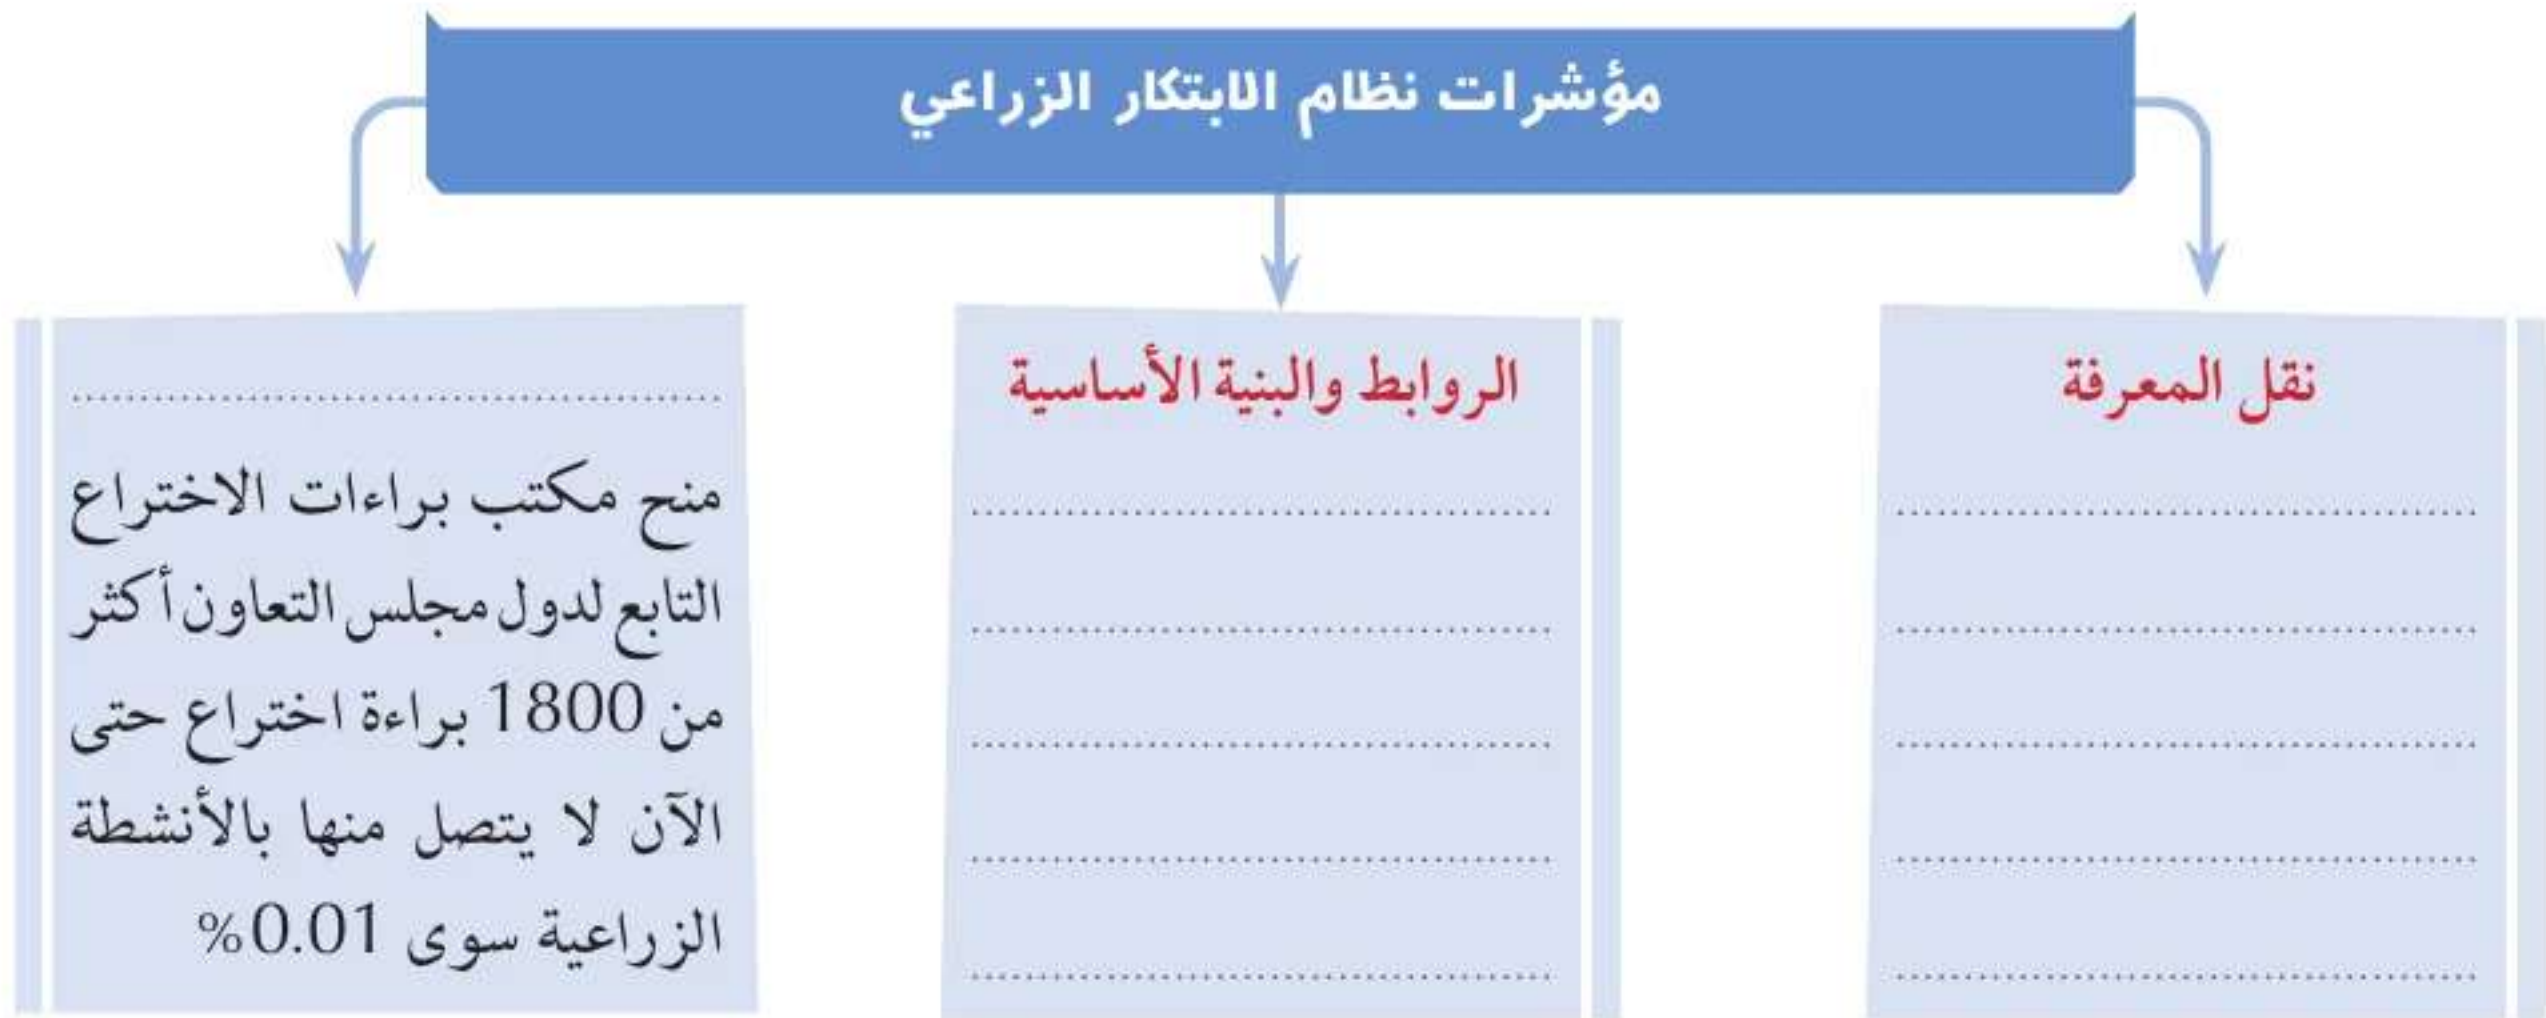 مؤشرات نظام الابتكار الزراعي
نقل المعرفة
الروابط والبنية الأساسية
منح مكتب براءات الاختراع
التابع لدول مجلس التعاون أكثر
من 1800 براءة اختراع حتى
الآن لا يتصل منها بالأنشطة
الزراعية سوى 0.01%